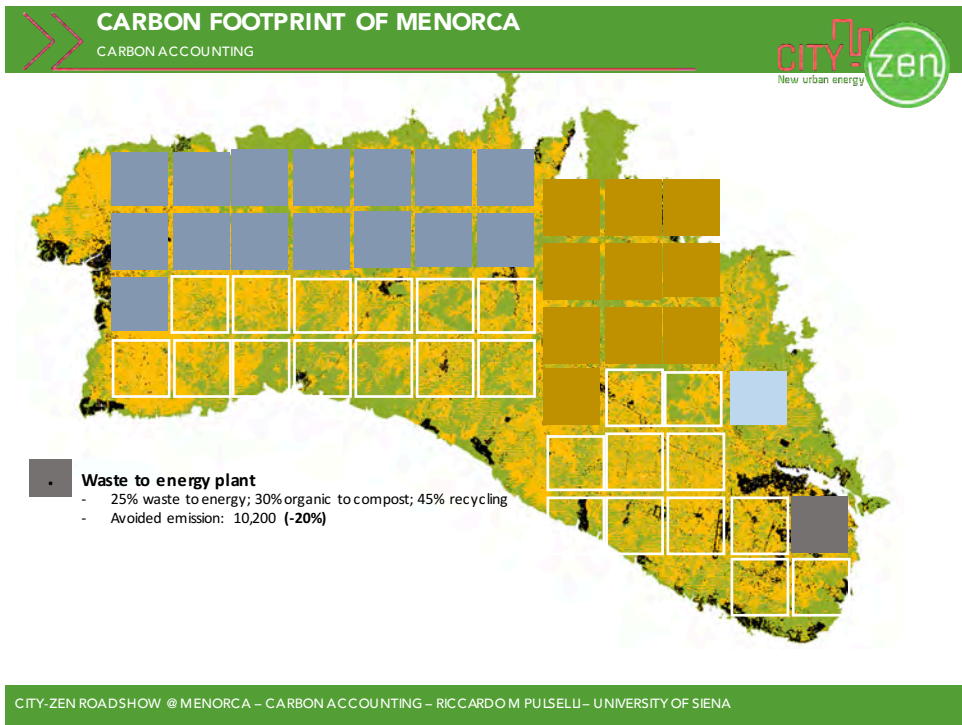 CARBON FOOTPRINT OF MENORCA
CARBON ACCOUNTING
CITY
zen
New urban energy
Waste to energy plant
- 25% waste to energy; 30% organic to compost; 45% recycling
- Avoided emission: 10,200 (-20%)
CITY-ZEN ROADSHOW @ MENORCA – CARBON ACCOUNTING – RICCARDO M PULSELLI – UNIVERSITY OF SIENA